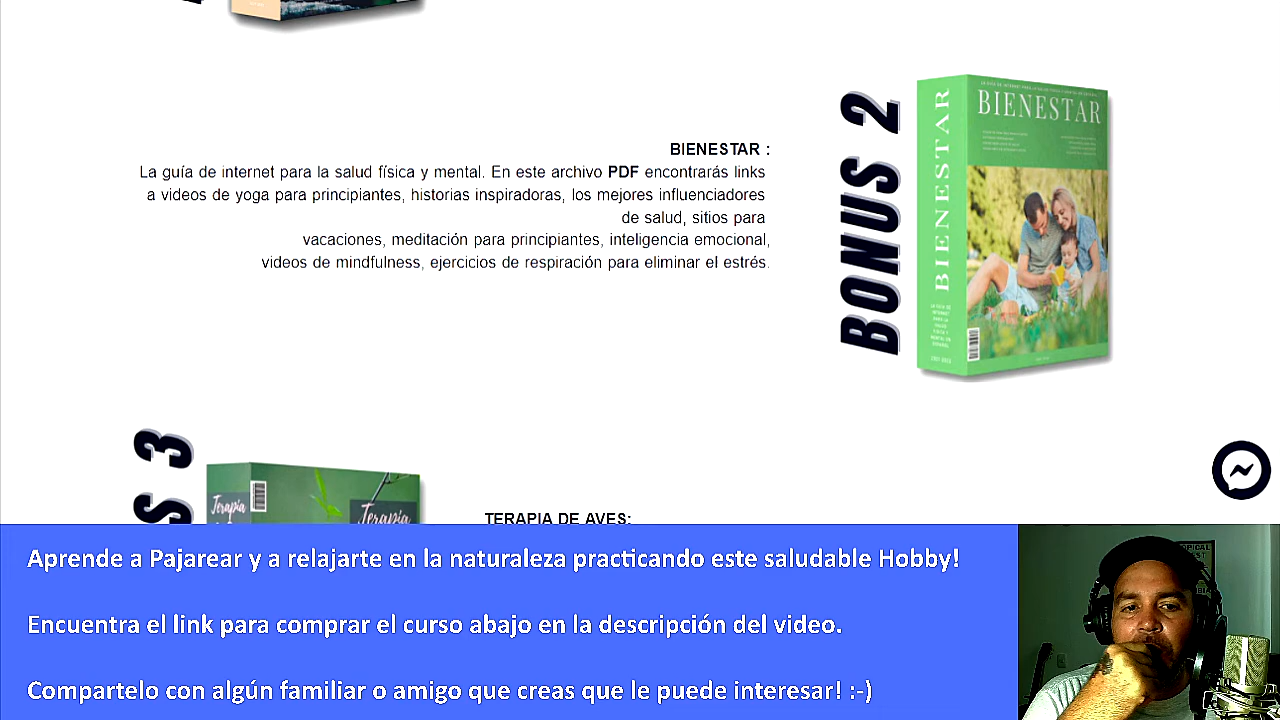 BIENESTAR :
La guía de internet para la salud física y mental. En este archivo PDF encontrarás links
a videos de yoga para principiantes, historias inspiradoras, los mejores influenciadores
de salud, sitios para
vacaciones, meditación para principiantes, inteligencia emocional,
videos de mindfulness, ejercicios de respiración para eliminar el estrés.
BONUS 2
BIENESTAR
BIENESTAR
S 3
Terapia
Terapia
TERAPIA DE AVES:
Aprende a Pajarear y a relajarte en la naturaleza practicando este saludable Hobby!
Encuentra el link para comprar el curso abajo en la descripción del video.
Compartelo con algún familiar o amigo que creas que le puede interesar! :-)